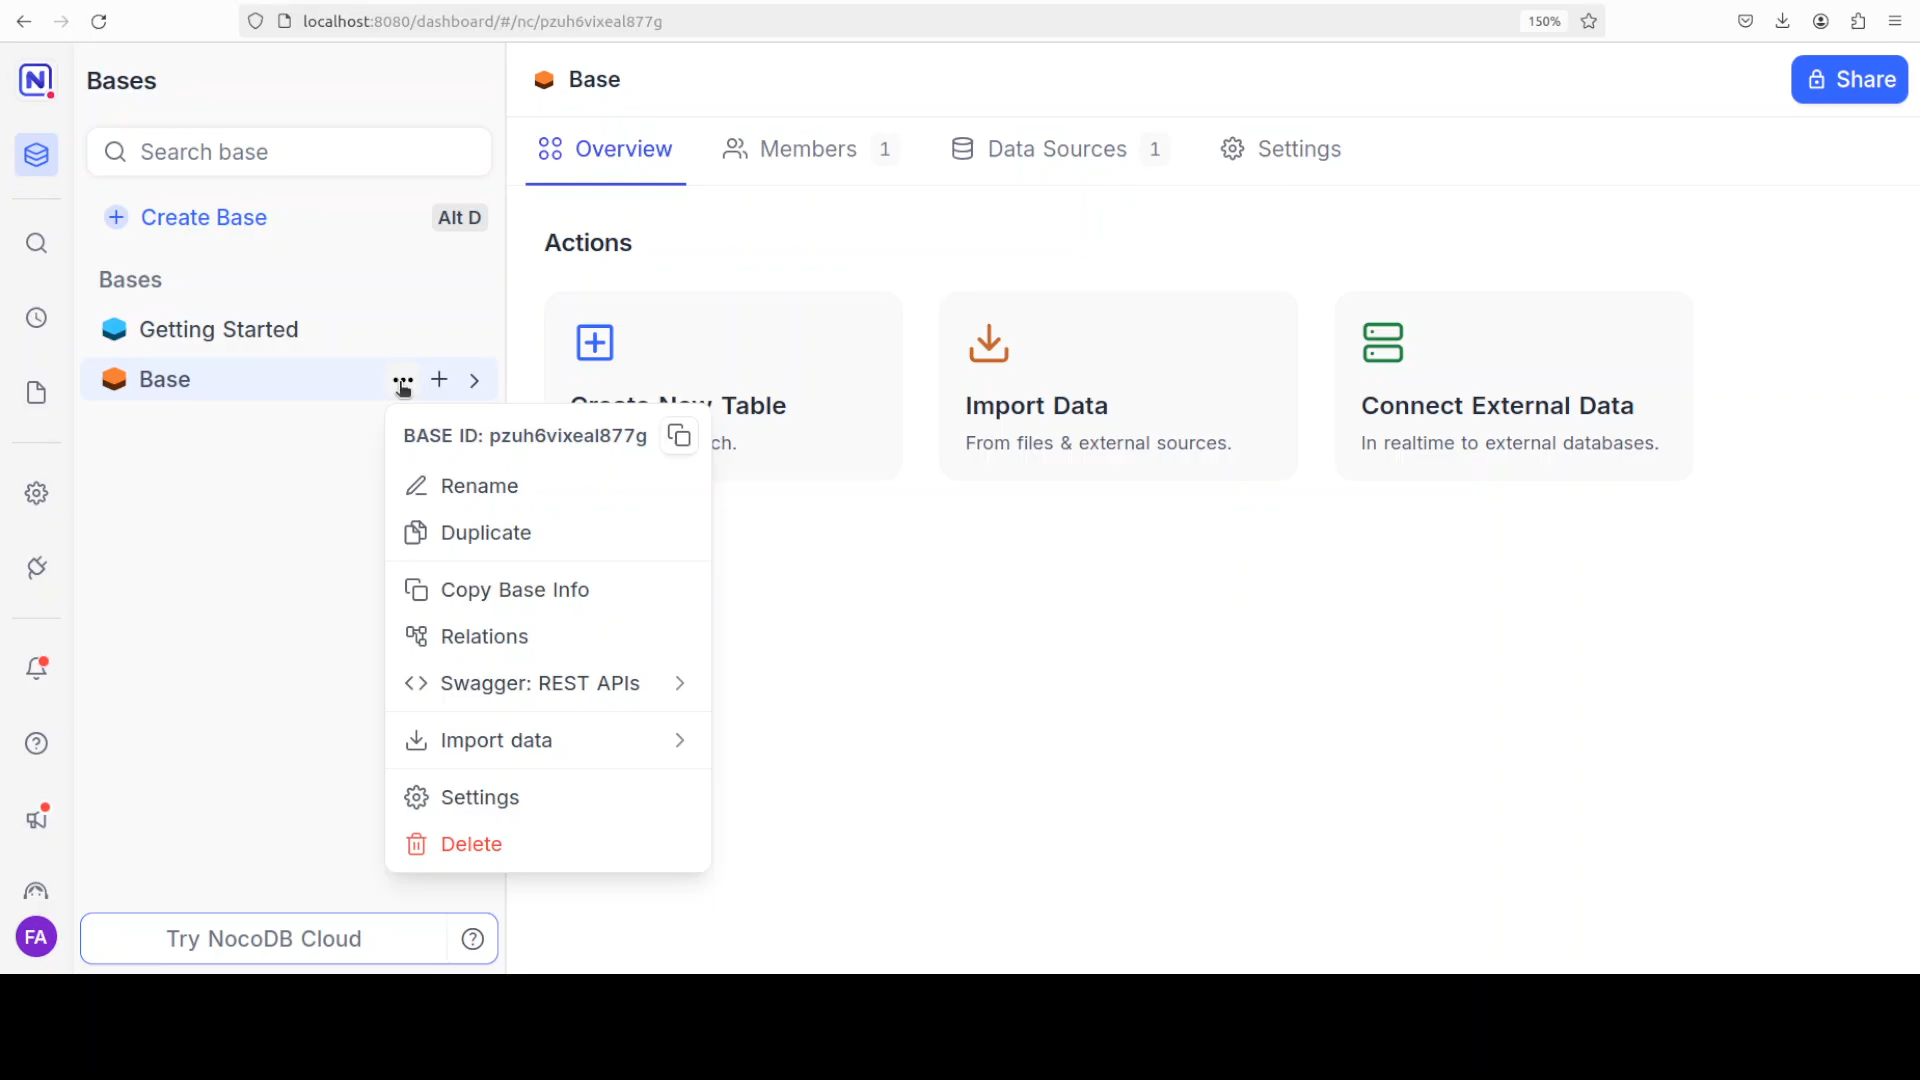 localhost:8080/dashboard/#/nc/pzuh6vixeal877g
150%
N
Bases
Search base
Create Base
Alt D
Bases
Getting Started
Base
Base
Share
Overview
Members 1
Data Sources 1
Settings
Actions
Create New Table
ch.
Import Data
From files & external sources.
Connect External Data
In realtime to external databases.
BASE ID: pzuh6vixeal877g
Rename
Duplicate
Copy Base Info
Relations
Swagger: REST APIs
Import data
Settings
Delete
FA
Try NocoDB Cloud